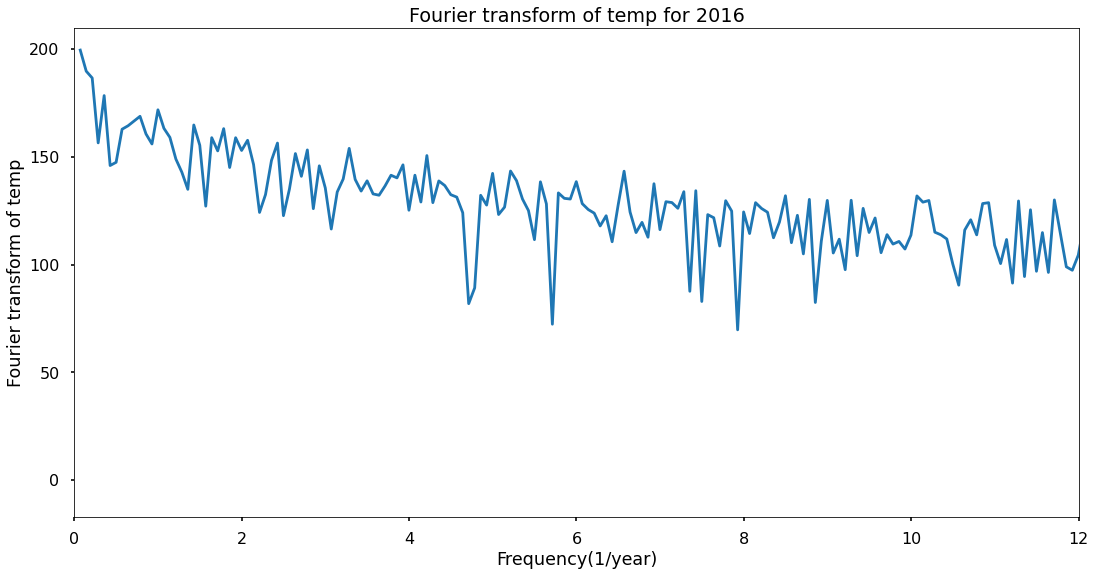 Fourier transform of temp for 2016
Fourier transform of temp
200
150
100
50
0
0 2 4 6 8 10 12
Frequency(1/year)